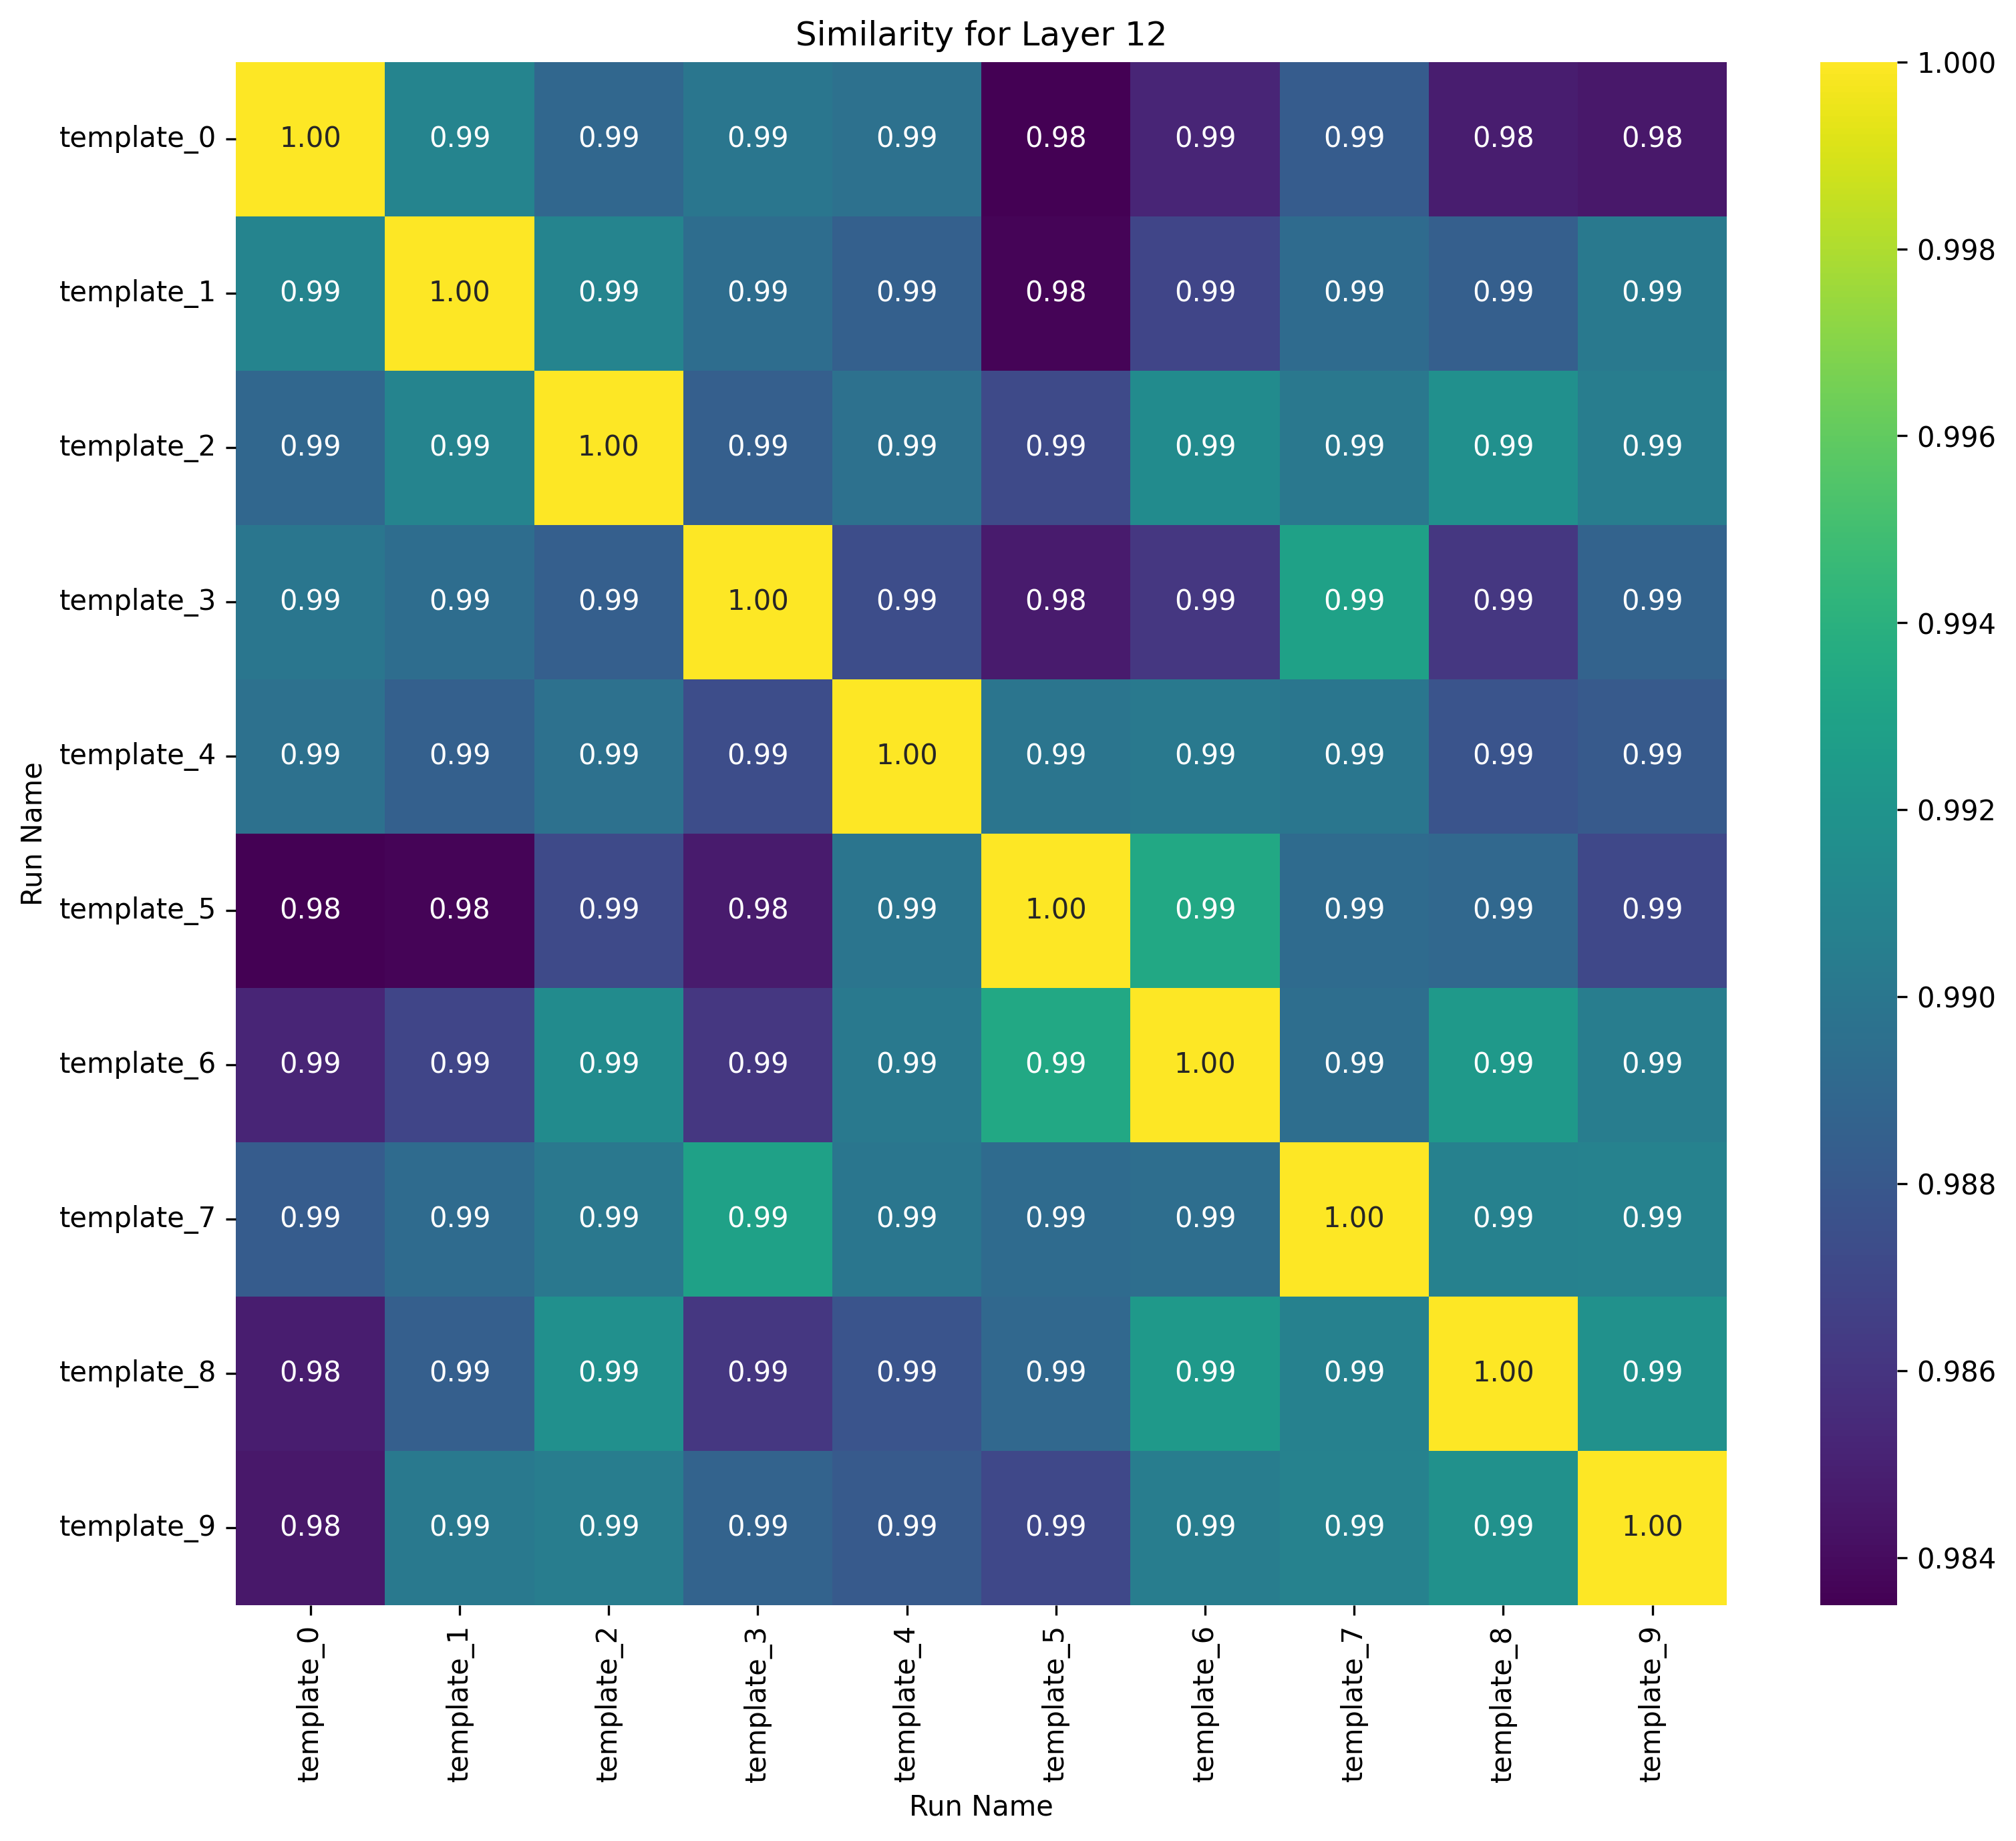 Similarity for Layer 12
template_0 1.00 0.99 0.99 0.99 0.99 0.98 0.99 0.99 0.98 0.98
template_1 0.99 1.00 0.99 0.99 0.99 0.98 0.99 0.99 0.99 0.99
template_2 0.99 0.99 1.00 0.99 0.99 0.99 0.99 0.99 0.99 0.99
template_3 0.99 0.99 0.99 1.00 0.99 0.98 0.99 0.99 0.99 0.99
template_4 0.99 0.99 0.99 0.99 1.00 0.99 0.99 0.99 0.99 0.99
template_5 0.98 0.98 0.99 0.98 0.99 1.00 0.99 0.99 0.99 0.99
template_6 0.99 0.99 0.99 0.99 0.99 0.99 1.00 0.99 0.99 0.99
template_7 0.99 0.99 0.99 0.99 0.99 0.99 0.99 1.00 0.99 0.99
template_8 0.98 0.99 0.99 0.99 0.99 0.99 0.99 0.99 1.00 0.99
template_9 0.98 0.99 0.99 0.99 0.99 0.99 0.99 0.99 0.99 1.00
Run Name
template_0 template_1 template_2 template_3 template_4 template_5 template_6 template_7 template_8 template_9
Run Name
1.000
0.998
0.996
0.994
0.992
0.990
0.988
0.986
0.984